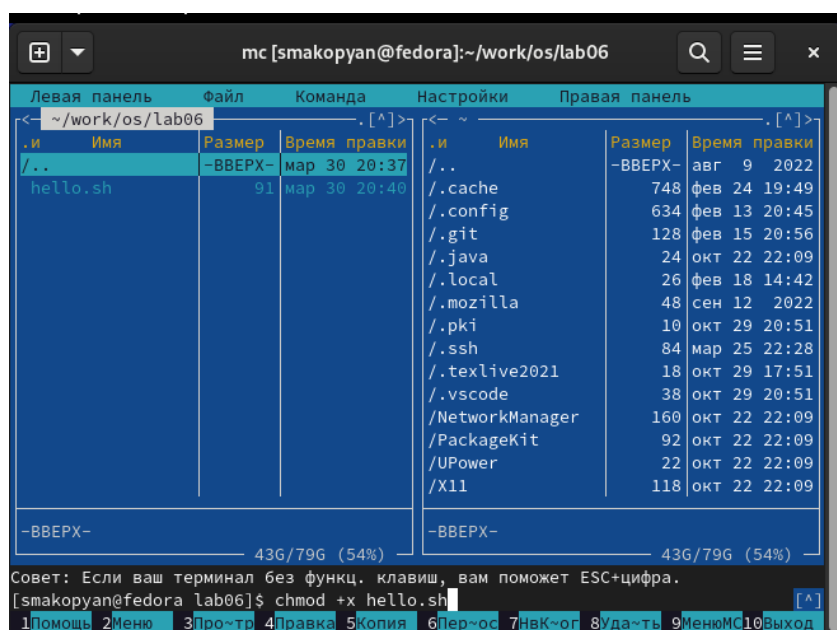 mc [smakopyan@fedora]:~/work/os/lab06
Левая панель Файл Команда Настройки Правая панель
<— ~/work/os/lab06 .[^]>
.и Имя Размер Время правки
/.. -ВВЕРХ- мар 30 20:37
hello.sh 91 мар 30 20:40
-ВВЕРХ-
43G/79G (54%)
<— ~ .[^]>
.и Имя Размер Время правки
/.. -ВВЕРХ- авг 9 2022
/.cache 748 фев 24 19:49
/.config 634 фев 13 20:45
/.git 128 фев 15 20:56
/.java 24 окт 22 22:09
/.local 26 фев 18 14:42
/.mozilla 48 сен 12 2022
/.pki 10 окт 29 20:51
/.ssh 84 мар 25 22:28
/.texlive2021 18 окт 29 17:51
/.vscode 38 окт 29 20:51
/NetworkManager 160 окт 22 22:09
/PackageKit 92 окт 22 22:09
/UPower 22 окт 22 22:09
/X11 118 окт 22 22:09
-ВВЕРХ-
43G/79G (54%)
Совет: Если ваш терминал без функц. клавиш, вам поможет ESC+цифра.
[smakopyan@fedora lab06]$ chmod +x hello.sh [^]
1Помощь 2Меню 3Про~тр 4Правка 5Копия 6Пер~ос 7НвК~ог 8Уда~ть 9МенюМС 10Выход